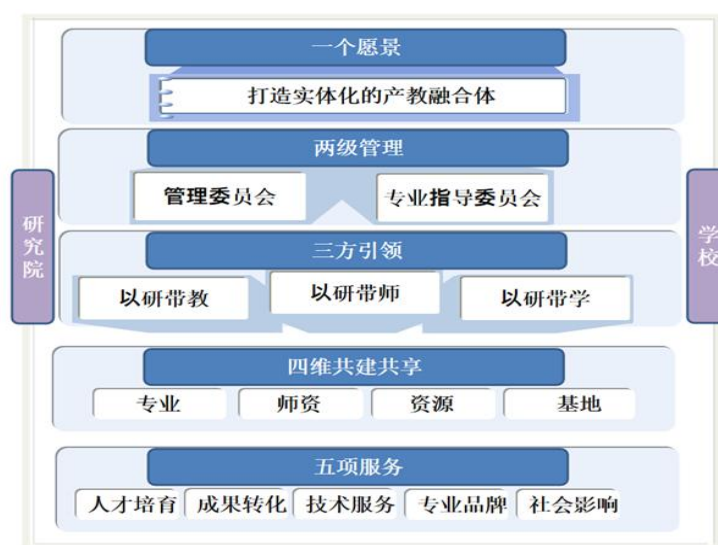 一个愿景
打造实体化的产教融合体
两级管理
管理委员会
专业指导委员会
研究院
学校
三方引领
以研带教
以研带师
以研带学
四维共建共享
专业
师资
资源
基地
五项服务
人才培育
成果转化
技术服务
专业品牌
社会影响